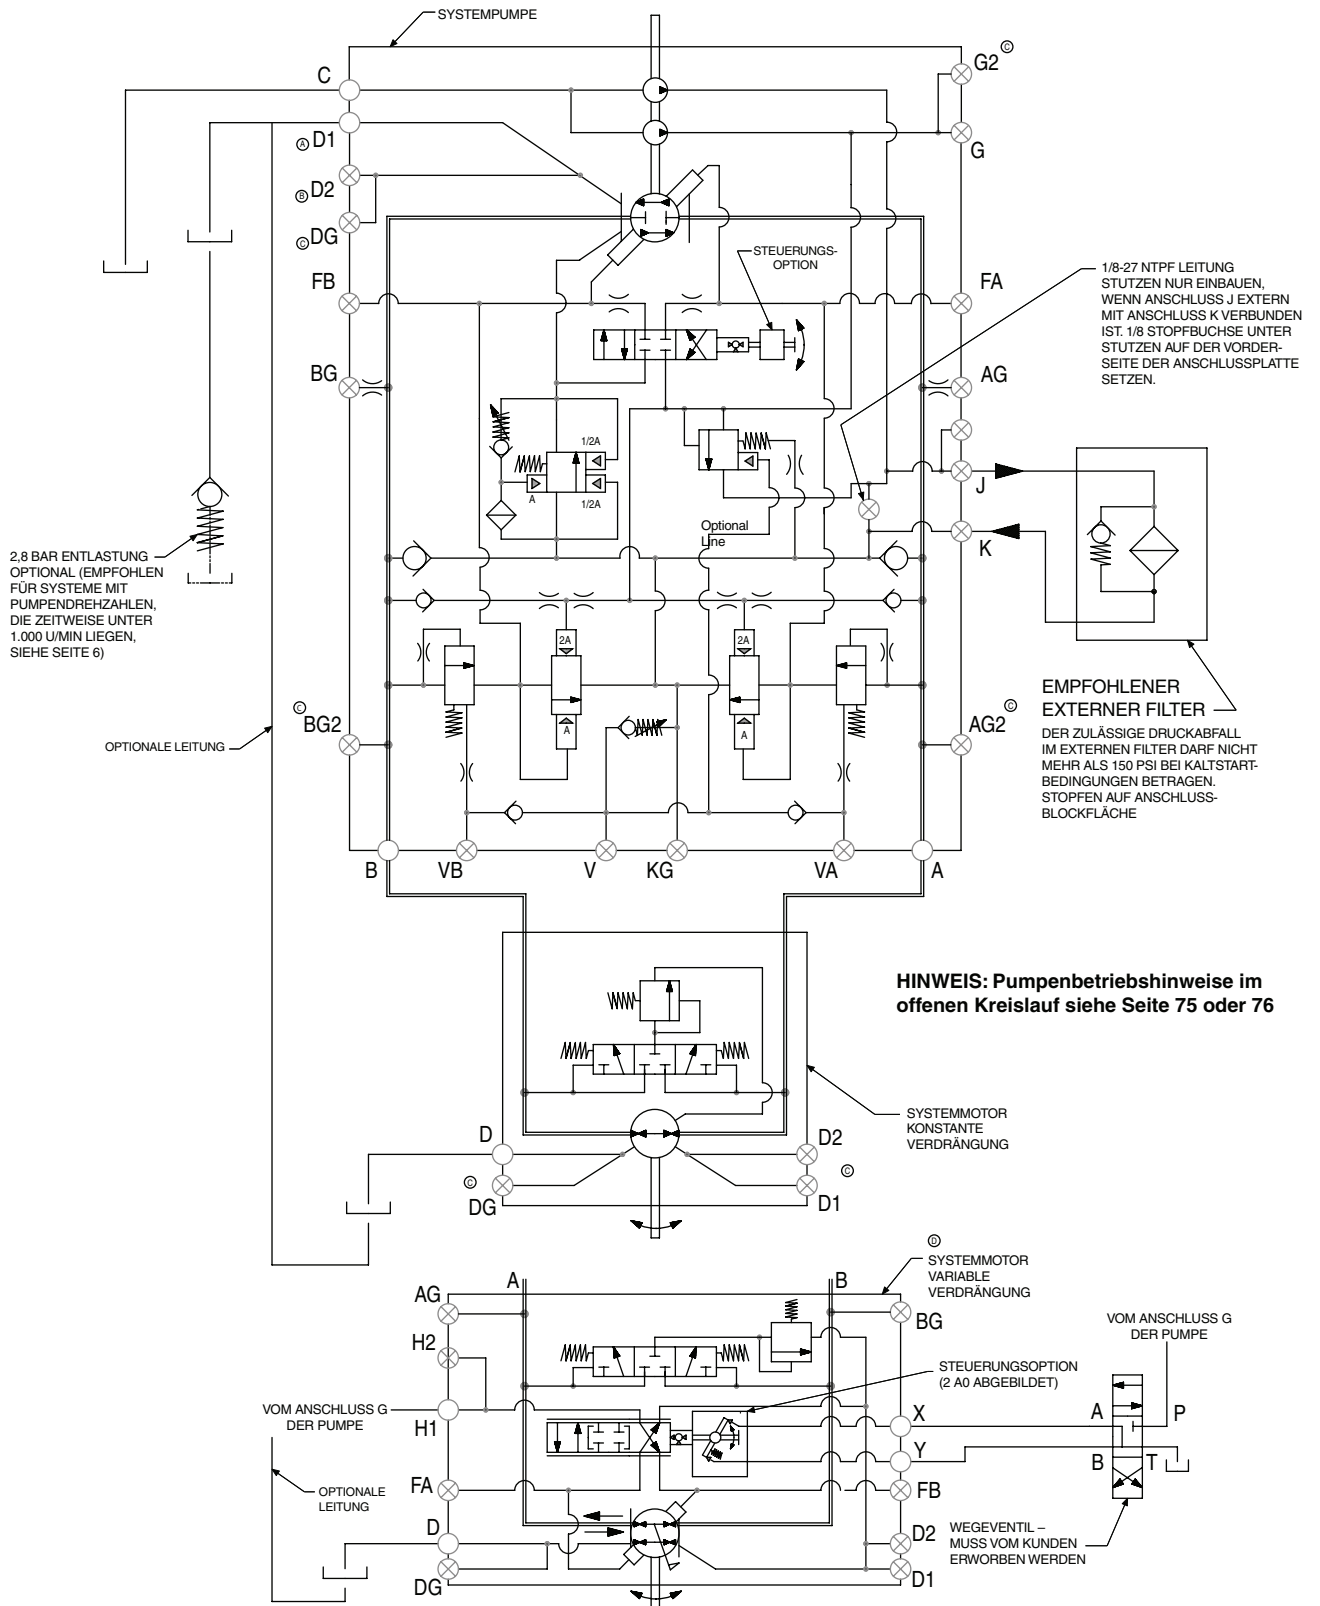 SYSTEMPUMPE
C
G2 Ⓒ
Ⓐ D1
G
Ⓑ D2
Ⓒ DG
STEUERUNGS-
OPTION
1/8-27 NTPF LEITUNG
STUTZEN NUR EINBAUEN,
WENN ANSCHLUSS J EXTERN
MIT ANSCHLUSS K VERBUNDEN
IST. 1/8 STOPFBUCHSE UNTER
STUTZEN AUF DER VORDER-
SEITE DER ANSCHLUSSPLATTE
SETZEN.
FB
FA
BG
AG
1/2A
A
1/2A
J
Optional
Line
K
2,8 BAR ENTLASTUNG
OPTIONAL (EMPFOHLEN
FÜR SYSTEME MIT
PUMPENDREHZAHLEN,
DIE ZEITWEISE UNTER
1.000 U/MIN LIEGEN,
SIEHE SEITE 6)
2A
2A
A
A
EMPFOHLENER
EXTERNER FILTER
DER ZULÄSSIGE DRUCKABFALL
IM EXTERNEN FILTER DARF NICHT
MEHR ALS 150 PSI BEI KALTSTART-
BEDINGUNGEN BETRAGEN.
STOPFEN AUF ANSCHLUSS-
BLOCKFLÄCHE
Ⓒ BG2
AG2 Ⓒ
OPTIONALE LEITUNG
B
VB
V
KG
VA
A
HINWEIS: Pumpenbetriebshinweise im
offenen Kreislauf siehe Seite 75 oder 76
SYSTEMMOTOR
KONSTANTE
VERDRÄNGUNG
D
D2
Ⓒ
Ⓒ
DG
D1
Ⓓ
SYSTEMMOTOR
VARIABLE
VERDRÄNGUNG
A
B
AG
BG
H2
VOM ANSCHLUSS G
DER PUMPE
STEUERUNGSOPTION
(2 A0 ABGEBILDET)
VOM ANSCHLUSS G
DER PUMPE
H1
X
A
P
Y
B
T
FA
FB
OPTIONALE
LEITUNG
D
D2
WEGEVENTIL –
MUSS VOM KUNDEN
ERWORBEN WERDEN
DG
D1